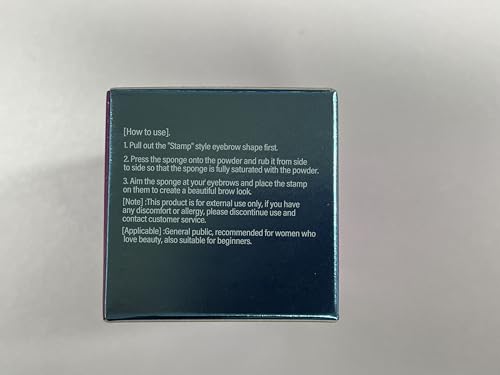 [How to use].
1. Pull out the "Stamp" style eyebrow shape first.
2. Press the sponge onto the powder and rub it from side
to side so that the sponge is fully saturated with the powder.
3. Aim the sponge at your eyebrows and place the stamp
on them to create a beautiful brow look.
[Note] :This product is for external use only, if you have
any discomfort or allergy, please discontinue use and
contact customer service.
[Applicable] :General public, recommended for women who
love beauty, also suitable for beginners.